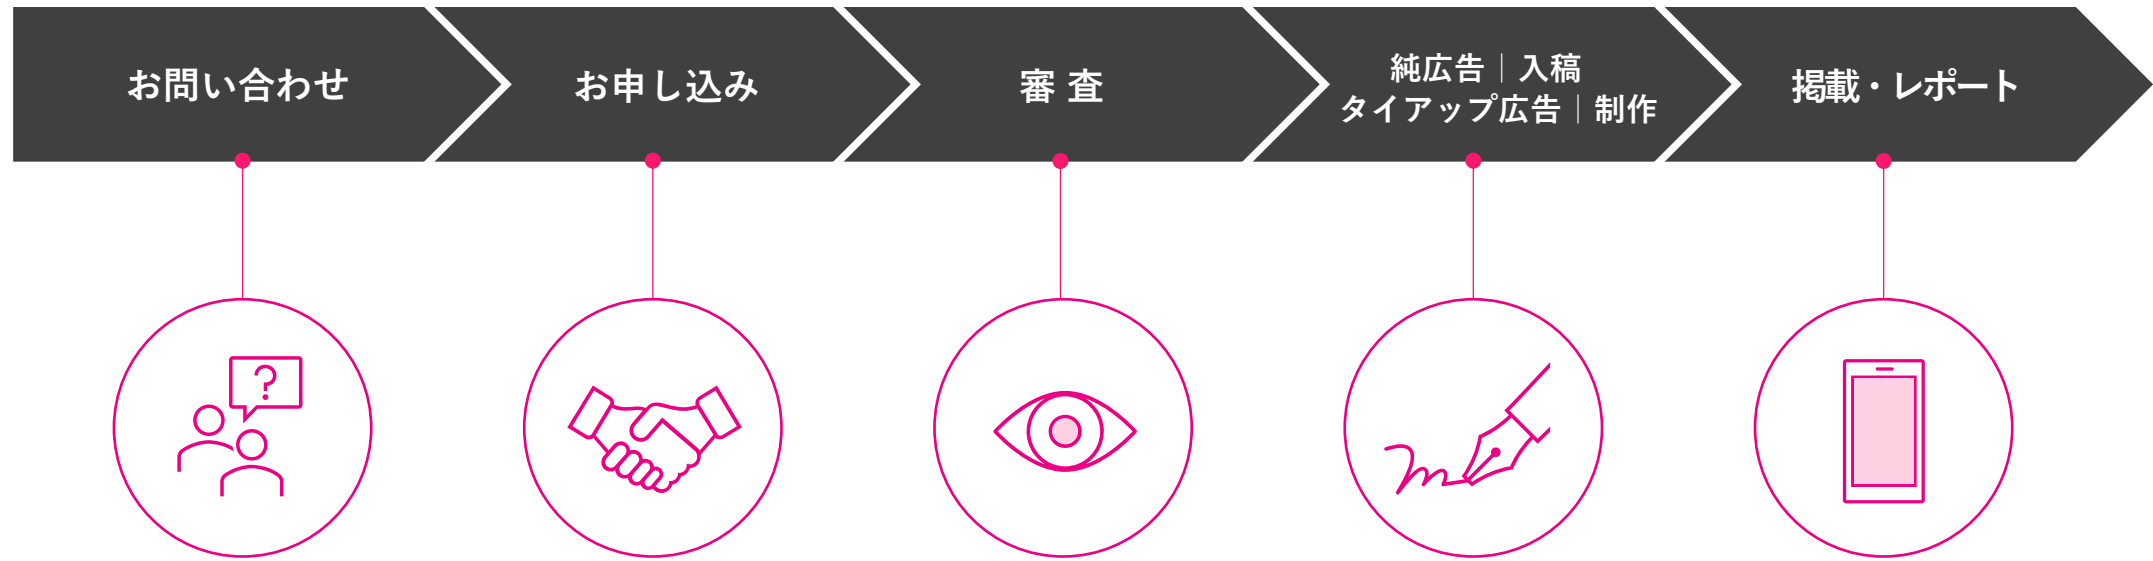 お問い合わせ
お申し込み
審査
純広告｜入稿
タイアップ広告｜制作
掲載・レポート
?